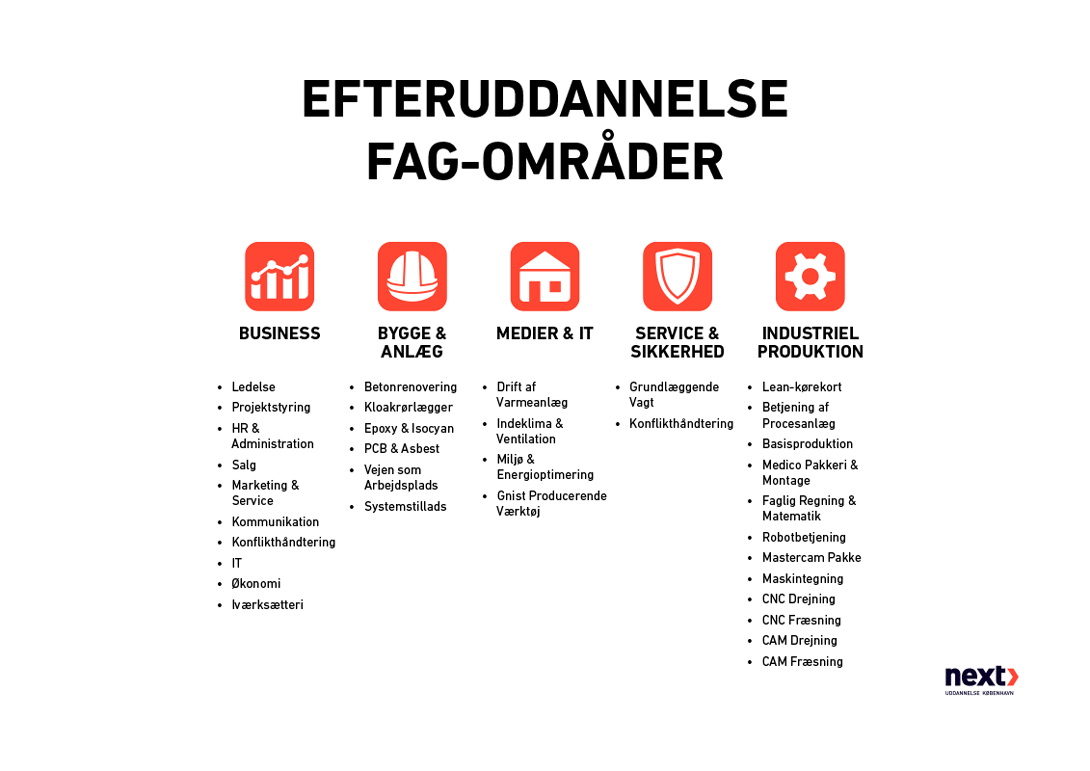 EFTERUDDANNELSE
FAG-OMRÅDER
BUSINESS
• Ledelse
• Projektstyring
• HR &
Administration
• Salg
• Marketing &
Service
• Kommunikation
• Konflikthåndtering
• IT
• Økonomi
• Iværksætteri
BYGGE &
ANLÆG
• Betonrenovering
• Kloakrørlægger
• Epoxy & Isocyan
• PCB & Asbest
• Vejen som
Arbejdsplads
• Systemstillads
MEDIER & IT
• Drift af
Varmeanlæg
• Indeklima &
Ventilation
• Miljø &
Energioptimering
• Gnist Producerende
Værktøj
SERVICE &
SIKKERHED
• Grundlæggende
Vagt
• Konflikthåndtering
INDUSTRIEL
PRODUKTION
• Lean-kørekort
• Betjening af
Procesanlæg
• Basisproduktion
• Medico Pakkeri &
Montage
• Faglig Regning &
Matematik
• Robotbetjening
• Mastercam Pakke
• Maskintegning
• CNC Drejning
• CNC Fræsning
• CAM Drejning
• CAM Fræsning
next
UDDANNELSE KØBENHAVN